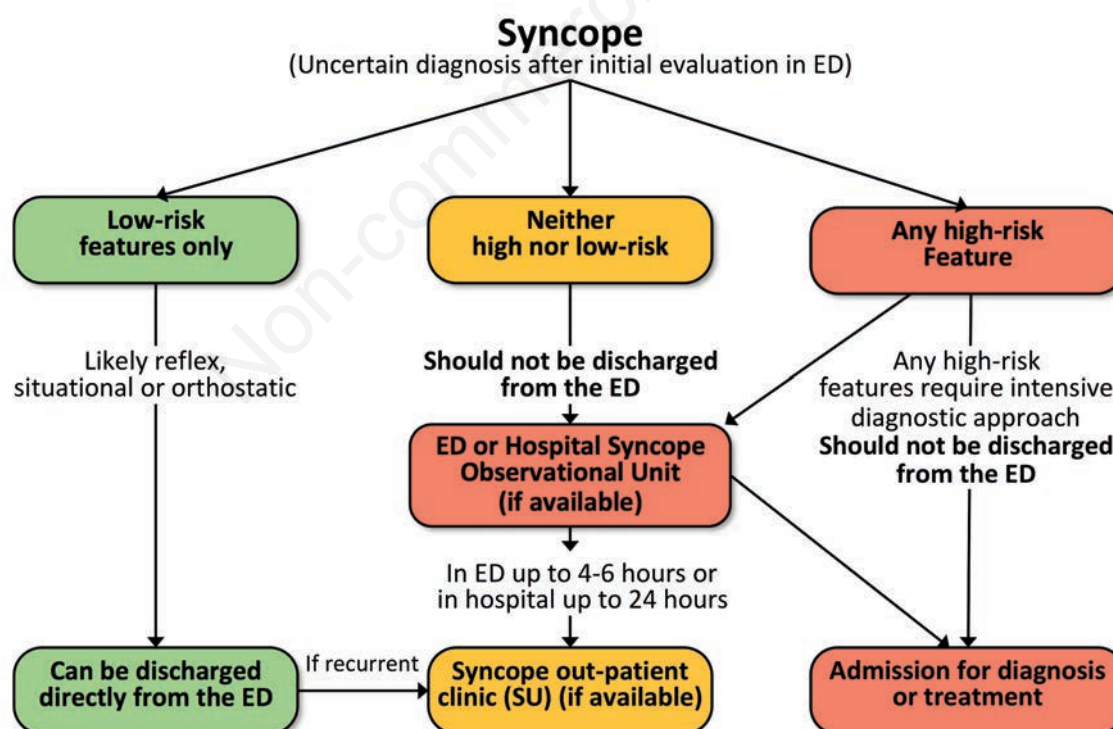 Syncope
(Uncertain diagnosis after initial evaluation in ED)
Low-risk
features only
Neither
high nor low-risk
Any high-risk
Feature
Likely reflex,
situational or orthostatic
Should not be discharged
from the ED
Any high-risk
features require intensive
diagnostic approach
Should not be discharged
from the ED
ED or Hospital Syncope
Observational Unit
(if available)
In ED up to 4-6 hours or
in hospital up to 24 hours
Can be discharged
directly from the ED
If recurrent
Syncope out-patient
clinic (SU) (if available)
Admission for diagnosis
or treatment